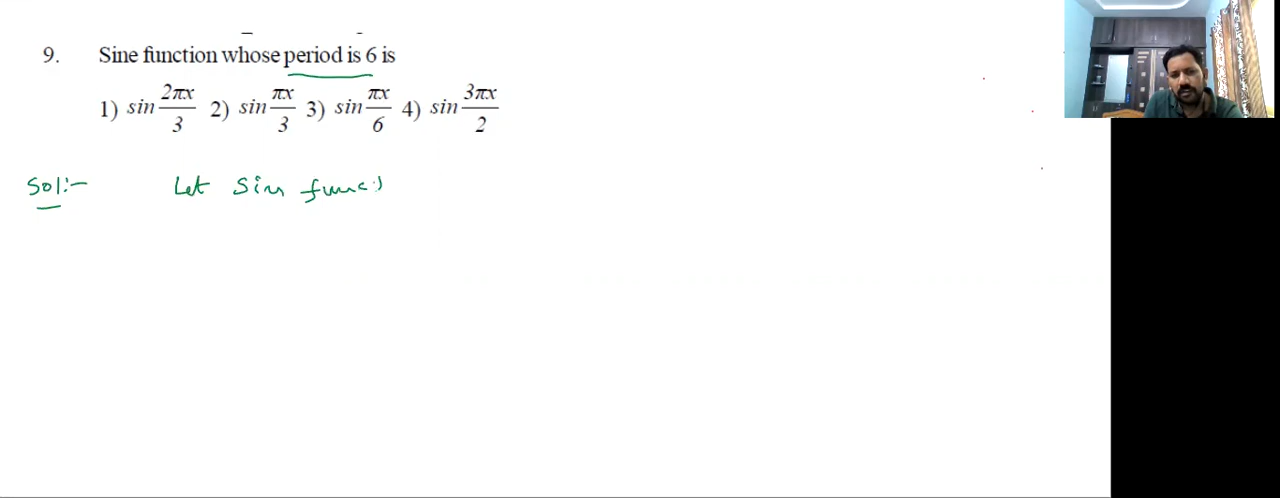 9. Sine function whose period is 6 is
1) sin 2πx/3 2) sin πx/3 3) sin πx/6 4) sin 3πx/2
Sol:- Let Sin func:)